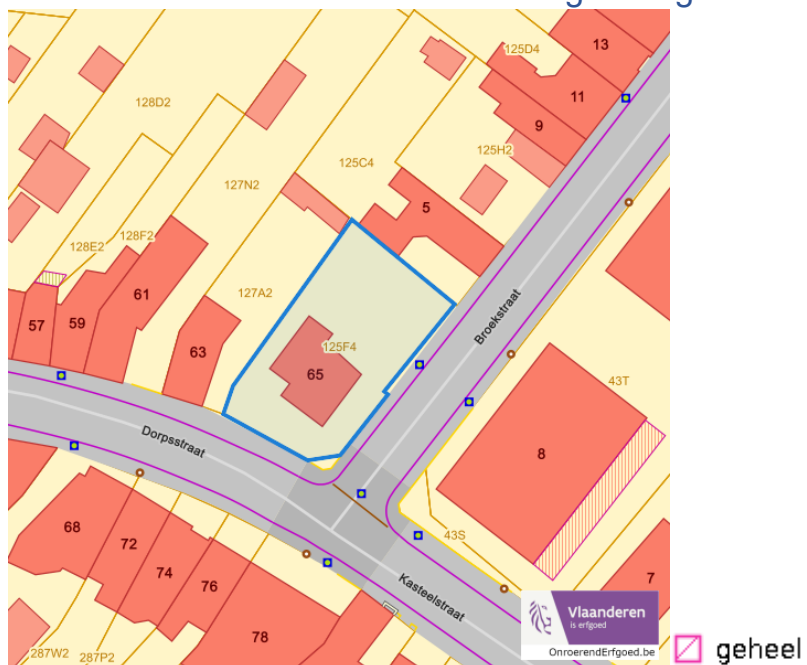 13
125D4
11
128D2
9
125H2
125C4
127N2
5
128F2
128E2
61
127A2
Broekstraat
57
59
63
125F4
65
43T
Dorpsstraat
8
68
72
74
76
78
43S
Kasteelstraat
7
287W2
287P2
Vlaanderen
is erfgoed
OnroerendErfgoed.be
geheel